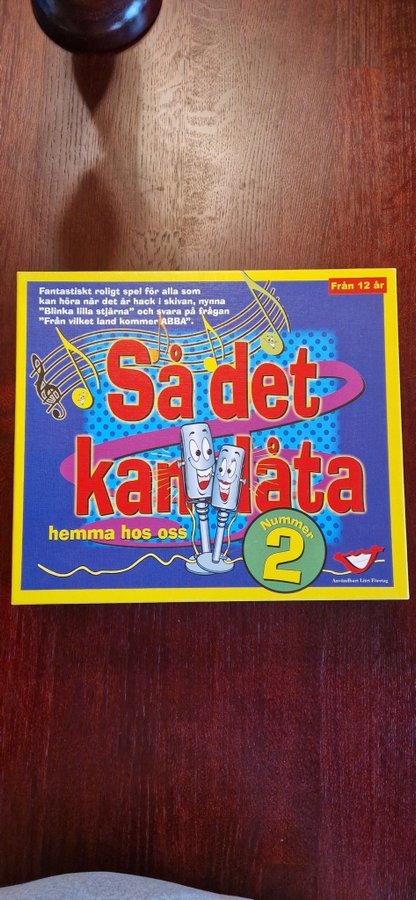 Fantastiskt roligt spel för alla som
kan höra när det är hack i skivan, nynna
"Blinka lilla stjärna" och svara på frågan
"Från vilket land kommer ABBA".
Från 12 år
Så det
kan låta
hemma hos oss
Nummer
2
Användbart Litet Företag